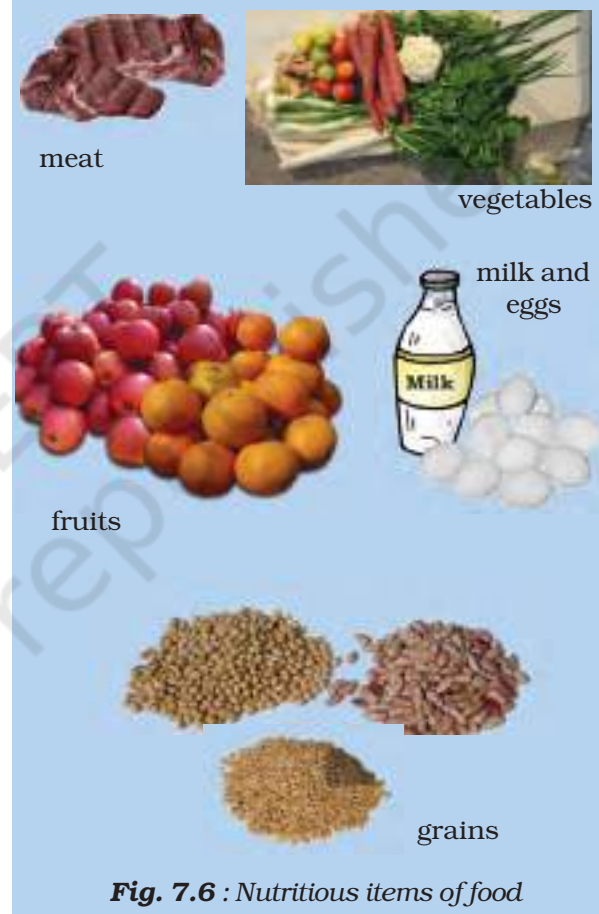 meat
vegetables
milk and
eggs
Milk
fruits
grains
Fig. 7.6 : Nutritious items of food